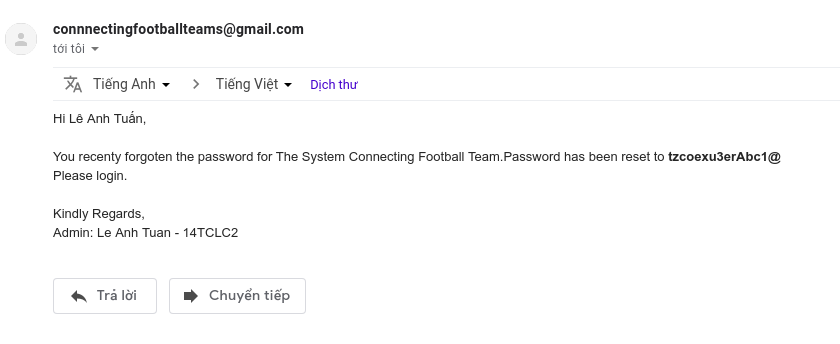 connnectingfootballteams@gmail.com
tới tôi
Tiếng Anh > Tiếng Việt Dịch thư
Hi Lê Anh Tuấn,
You recenty forgoten the password for The System Connecting Football Team.Password has been reset to tzcoexu3erAbc1@
Please login.
Kindly Regards,
Admin: Le Anh Tuan - 14TCLC2
Trả lời Chuyển tiếp